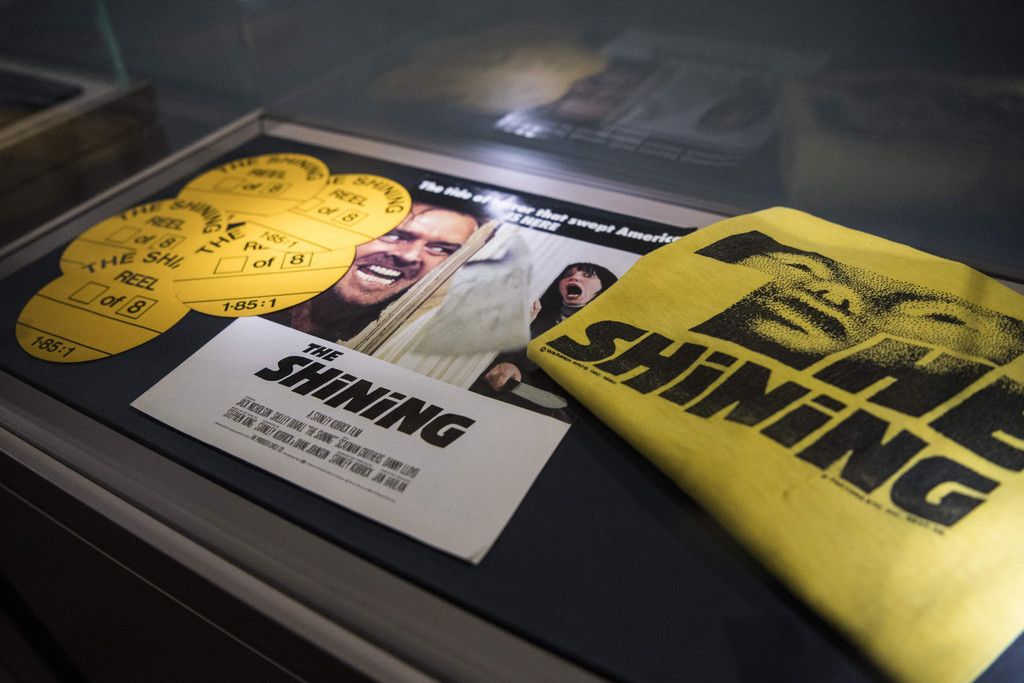 THE SHINING
REEL
of 8
THE SHINING
REEL
of 8
SHINING
of 8
1·85:1
THE
of 8
1·85:1
THE SHI
REEL
of 8
1·85:1
The tide of that swept America
IS HERE
THE
SHiNiNG
A STANLEY KUBRICK FILM
JACK NICHOLSON SHELLEY DUVALL "THE SHINING" SCATMAN CROTHERS DANNY LLOYD
STEPHEN KING
STANLEY KUBRICK & DIANE JOHNSON STANLEY KUBRICK JAN HARLAN
THE
SHiNiNG